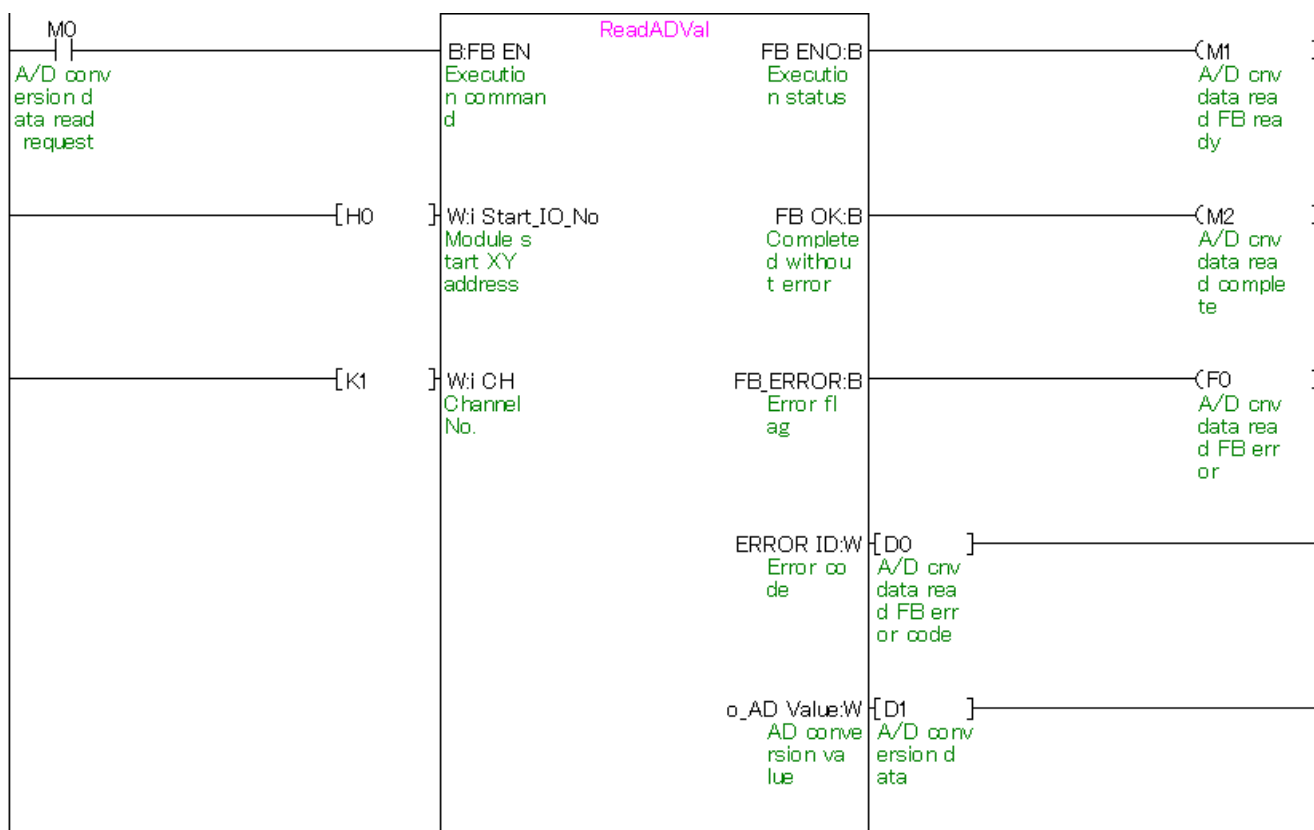 M0
A/D conv
ersion d
ata read
request
ReadADVal
B:FB EN
Executio
n comman
d
FB ENO:B
Executio
n status
(M1
A/D cnv
data rea
d FB rea
dy
[H0 ]
W:i Start_IO_No
Module s
tart XY
address
FB OK:B
Complete
d withou
t error
(M2
A/D cnv
data rea
d comple
te
[K1 ]
W:i CH
Channel
No.
FB_ERROR:B
Error fl
ag
(F0
A/D cnv
data rea
d FB err
or
ERROR ID:W
Error co
de
[D0 ]
A/D cnv
data rea
d FB err
or code
o_AD Value:W
AD conve
rsion va
lue
[D1 ]
A/D conv
ersion d
ata